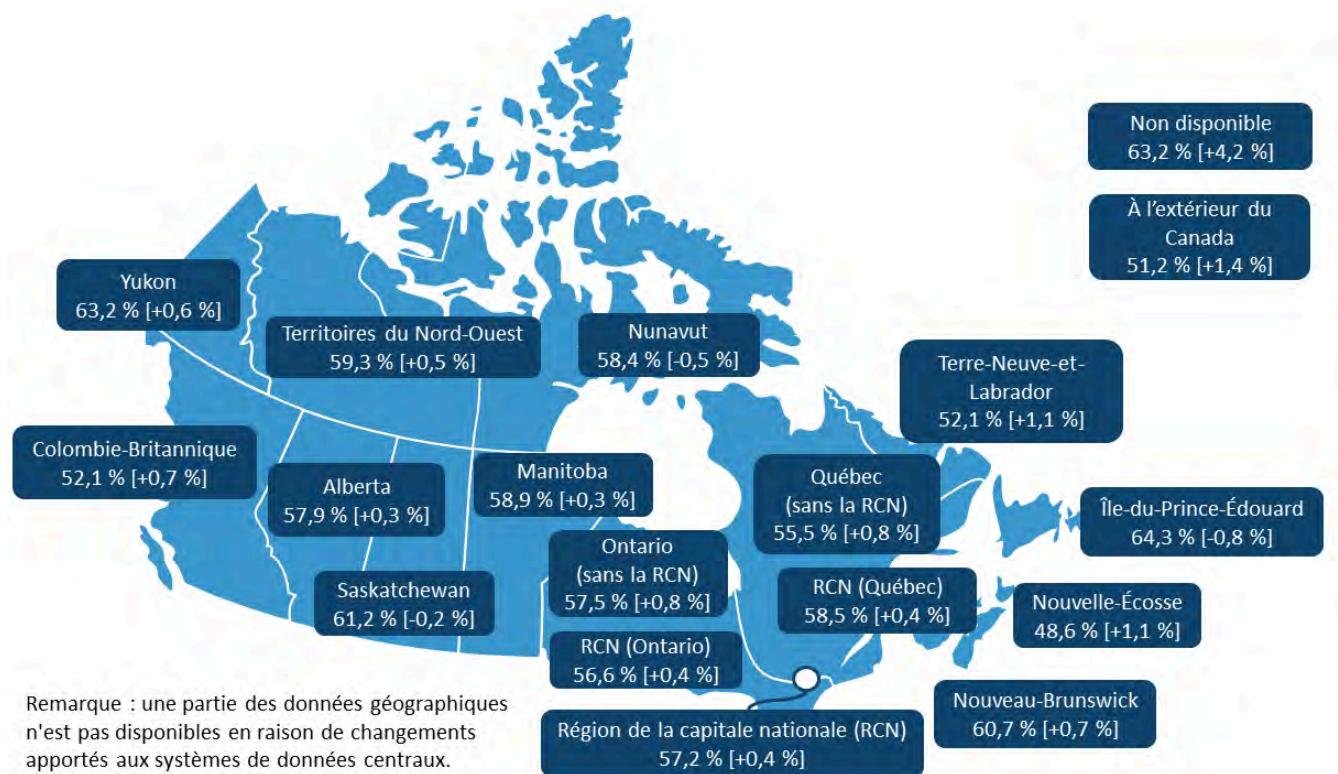 Non disponible
63,2 % [+4,2 %]
À l'extérieur du
Canada
51,2 % [+1,4 %]
Yukon
63,2 % [+0,6 %]
Territoires du Nord-Ouest
59,3 % [+0,5 %]
Nunavut
58,4 % [-0,5 %]
Terre-Neuve-et-
Labrador
52,1 % [+1,1 %]
Colombie-Britannique
52,1 % [+0,7 %]
Alberta
57,9 % [+0,3 %]
Manitoba
58,9 % [+0,3 %]
Québec
(sans la RCN)
55,5 % [+0,8 %]
Île-du-Prince-Édouard
64,3 % [-0,8 %]
Ontario
(sans la RCN)
57,5 % [+0,8 %]
Saskatchewan
61,2 % [-0,2 %]
RCN (Québec)
58,5 % [+0,4 %]
Nouvelle-Écosse
48,6 % [+1,1 %]
RCN (Ontario)
56,6 % [+0,4 %]
Nouveau-Brunswick
60,7 % [+0,7 %]
Région de la capitale nationale (RCN)
57,2 % [+0,4 %]
Remarque : une partie des données géographiques
n'est pas disponibles en raison de changements
apportés aux systèmes de données centraux.